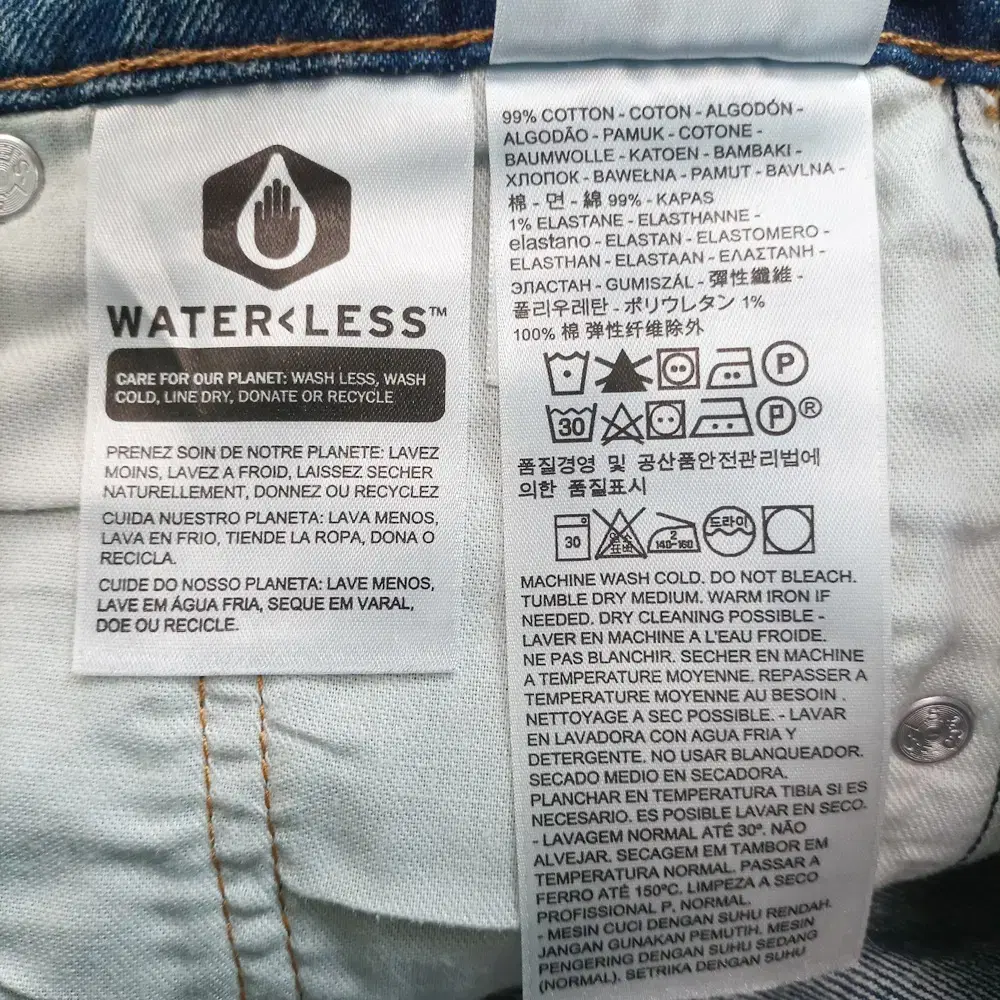 WATER<LESS™
CARE FOR OUR PLANET: WASH LESS, WASH
COLD, LINE DRY, DONATE OR RECYCLE
PRENEZ SOIN DE NOTRE PLANETE: LAVEZ
MOINS, LAVEZ A FROID, LAISSEZ SECHER
NATURELLEMENT, DONNEZ OU RECYCLEZ
CUIDA NUESTRO PLANETA: LAVA MENOS,
LAVA EN FRIO, TIENDE LA ROPA, DONA O
RECICLA.
CUIDE DO NOSSO PLANETA: LAVE MENOS,
LAVE EM ÁGUA FRIA, SEQUE EM VARAL,
DOE OU RECICLE.
99% COTTON - COTON - ALGODÓN -
ALGODÃO - PAMUK - COTONE -
BAUMWOLLE - KATOEN - BAMBAKI -
ХЛОПОК - BAWEŁNA - PAMUT - BAVLNA -
棉 - 면 - 綿 99% - KAPAS
1% ELASTANE - ELASTHANNE -
elastano - ELASTAN - ELASTOMERO -
ELASTHAN - ELASTAAN - ΕΛΑΣΤΑΝΗ -
ЭЛАСТАН - GUMISZÁL - 彈性纖維 -
폴리우레탄 - ポリウレタン 1%
100% 棉 弹性纤维除外
P
30 P ®
품질경영 및 공산품안전관리법에
의한 품질표시
30 염소표백 2 140-160 드라이
MACHINE WASH COLD. DO NOT BLEACH.
TUMBLE DRY MEDIUM. WARM IRON IF
NEEDED. DRY CLEANING POSSIBLE -
LAVER EN MACHINE A L'EAU FROIDE.
NE PAS BLANCHIR. SECHER EN MACHINE
A TEMPERATURE MOYENNE. REPASSER A
TEMPERATURE MOYENNE AU BESOIN .
NETTOYAGE A SEC POSSIBLE. - LAVAR
EN LAVADORA CON AGUA FRIA Y
DETERGENTE. NO USAR BLANQUEADOR.
SECADO MEDIO EN SECADORA.
PLANCHAR EN TEMPERATURA TIBIA SI ES
NECESARIO. ES POSIBLE LAVAR EN SECO.
- LAVAGEM NORMAL ATÉ 30º. NÃO
ALVEJAR. SECAGEM EM TAMBOR EM
TEMPERATURA NORMAL. PASSAR A
FERRO ATÉ 150ºC. LIMPEZA A SECO
PROFISSIONAL P, NORMAL.
- MESIN CUCI DENGAN SUHU RENDAH.
JANGAN GUNAKAN PEMUTIH. MESIN
PENGERING DENGAN SUHU SEDANG
(NORMAL), SETRIKA DENGAN SUHU